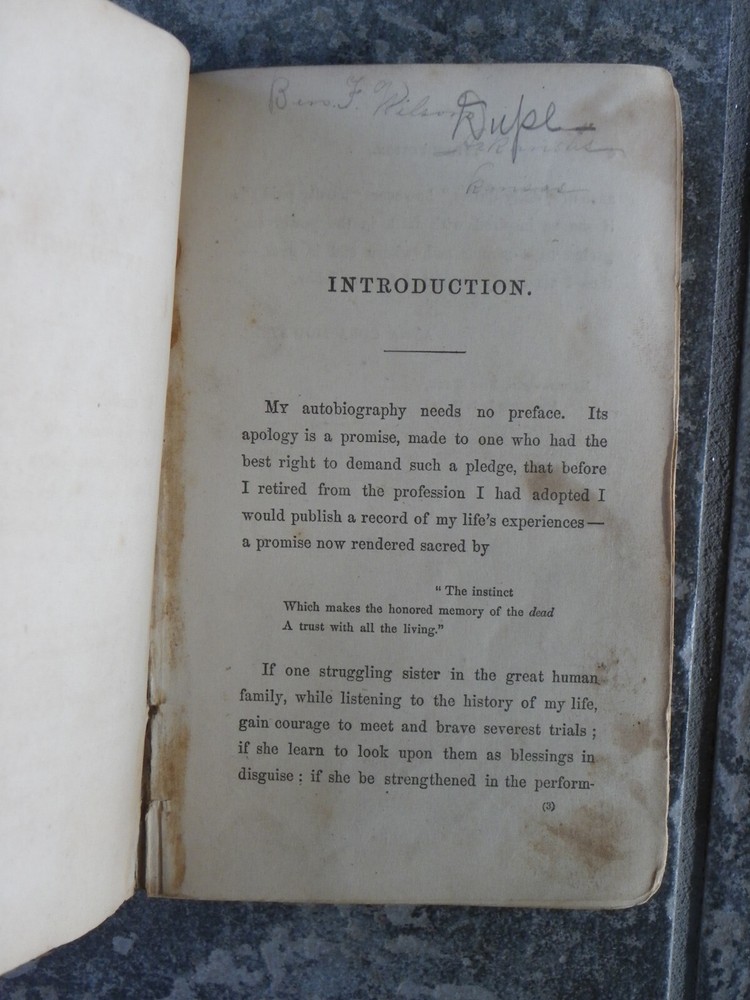 Ben. F. Wilson
Dupl
Arkansas
Kansas
INTRODUCTION.
My autobiography needs no preface. Its
apology is a promise, made to one who had the
best right to demand such a pledge, that before
I retired from the profession I had adopted I
would publish a record of my life's experiences—
a promise now rendered sacred by
"The instinct
Which makes the honored memory of the dead
A trust with all the living."
If one struggling sister in the great human
family, while listening to the history of my life,
gain courage to meet and brave severest trials;
if she learn to look upon them as blessings in
disguise; if she be strengthened in the perform-
(3)